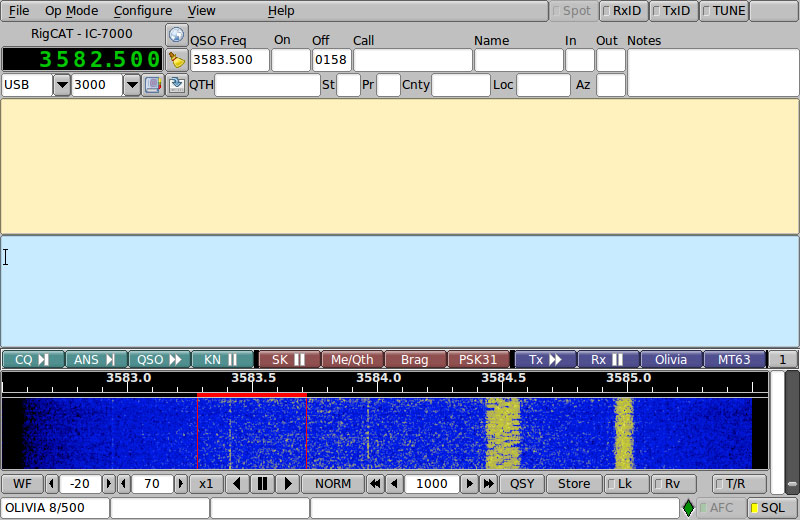 File Op Mode Configure View Help Spot RxID TxID TUNE
RigCAT - IC-7000
QSO Freq On Off Call Name In Out Notes
3582.500
3583.500 0158
USB 3000 QTH St Pr Cnty Loc Az
CQ ANS QSO KN SK Me/Qth Brag PSK31 Tx Rx Olivia MT63 1
3583.0 3583.5 3584.0 3584.5 3585.0
WF -20 70 x1 NORM 1000 QSY Store Lk Rv T/R
OLIVIA 8/500 AFC SQL